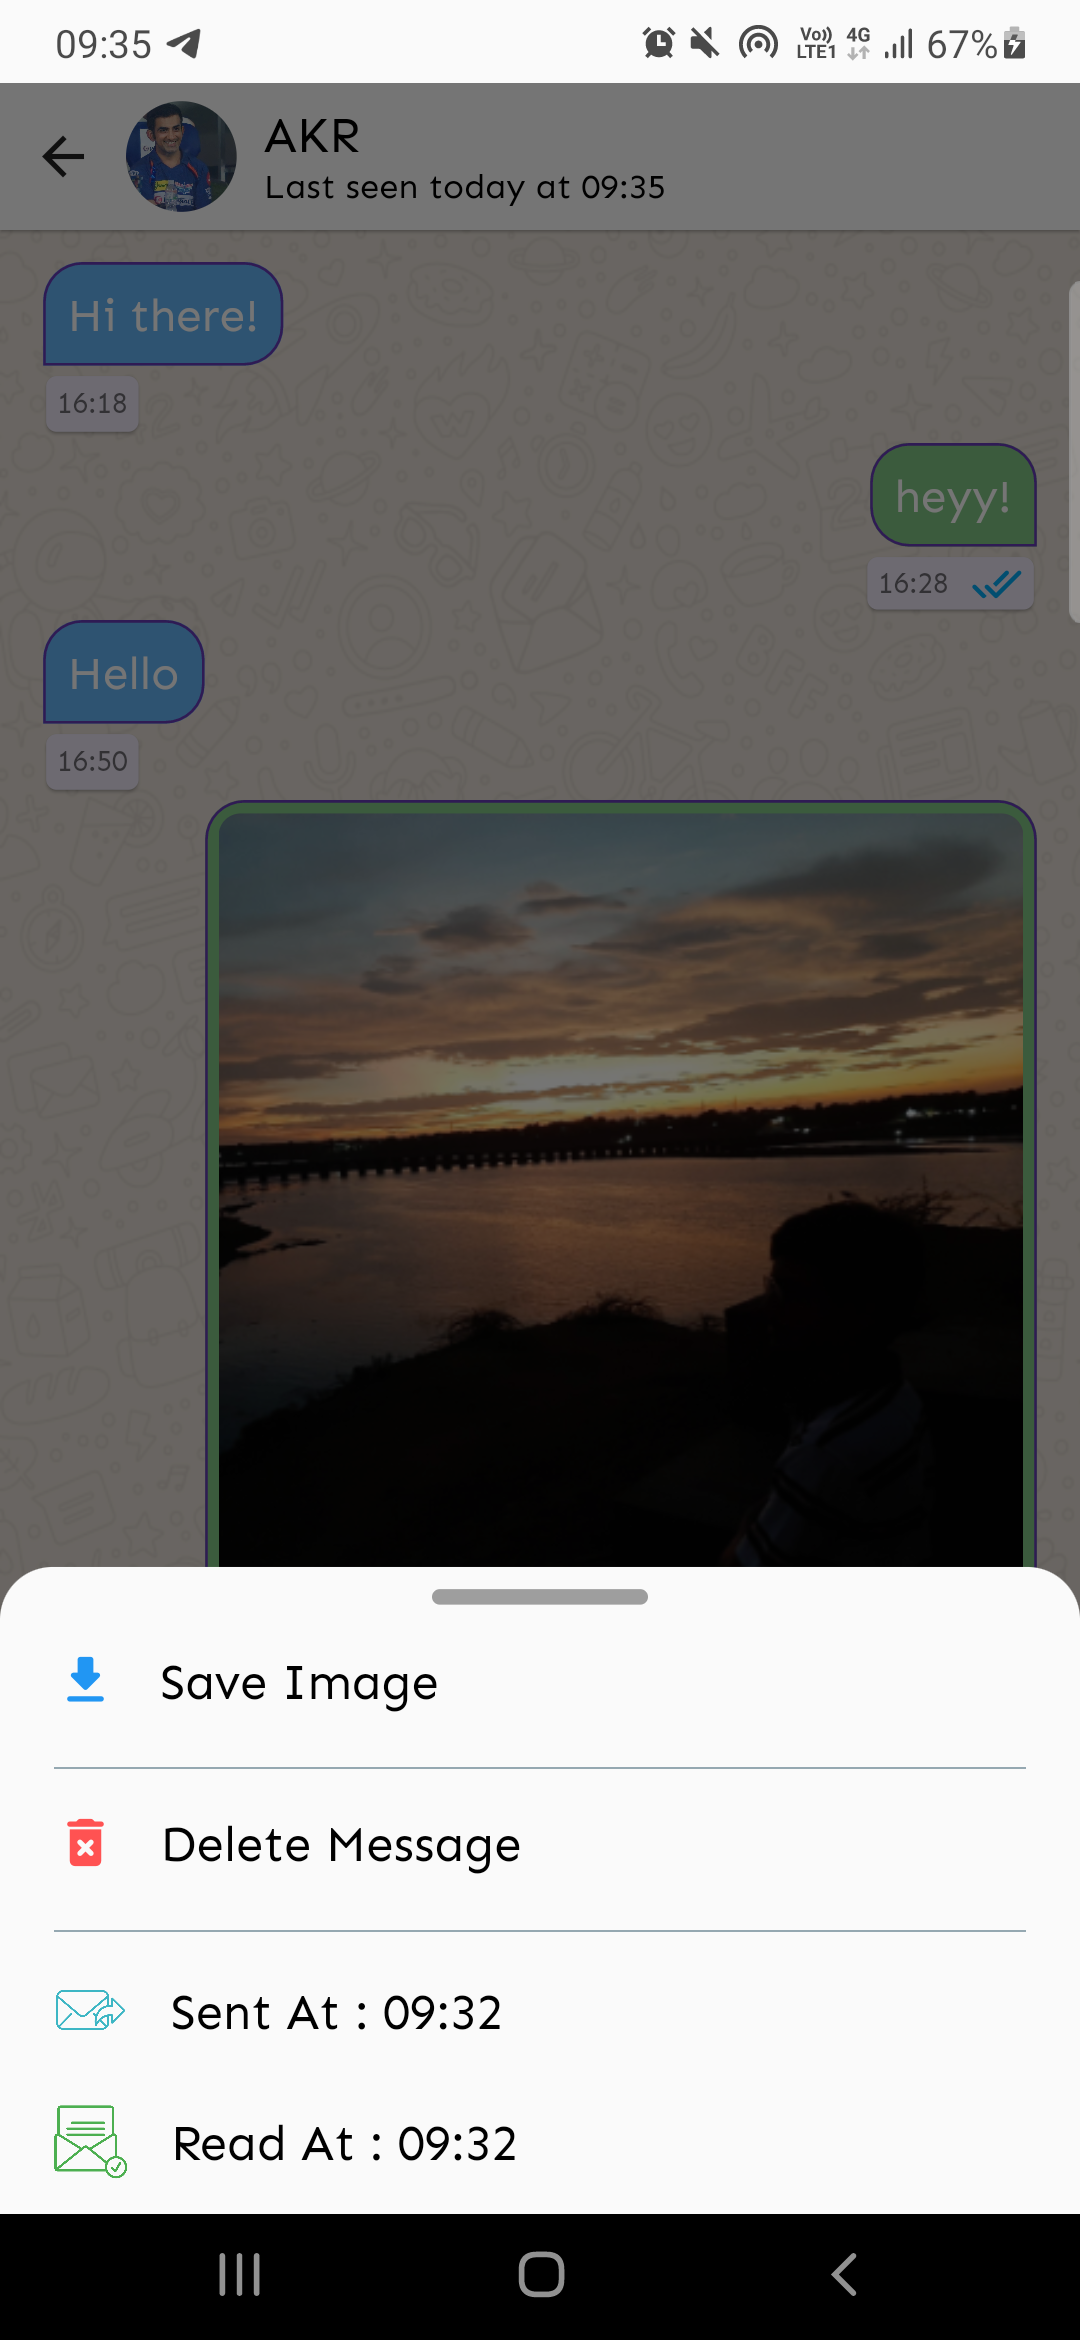 09:35
Vo)) LTE1 4G 67%
AKR
Last seen today at 09:35
Hi there!
16:18
heyy!
16:28
Hello
16:50
Save Image
Delete Message
Sent At : 09:32
Read At : 09:32